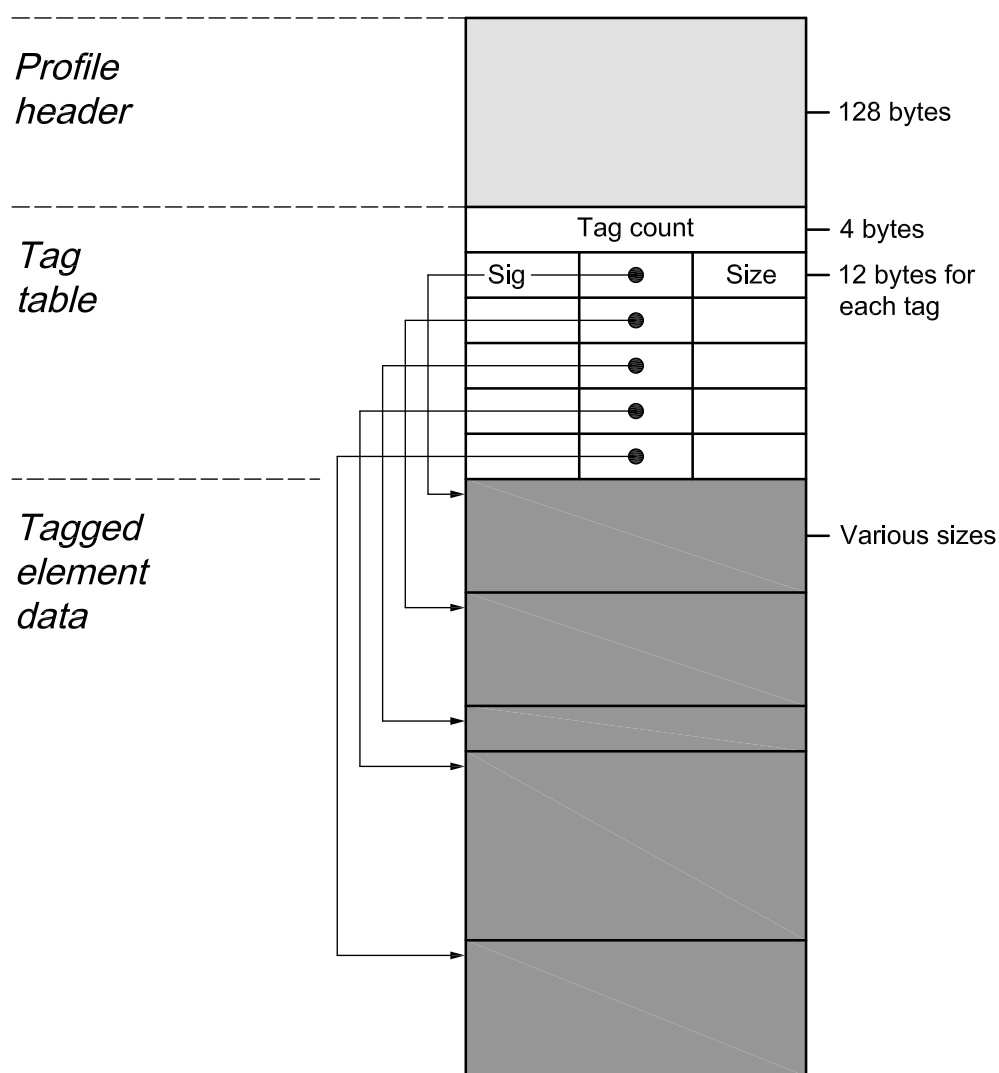 Profile
header
128 bytes
Tag count
4 bytes
Tag
table
Sig
Size
12 bytes for
each tag
Tagged
element
data
Various sizes